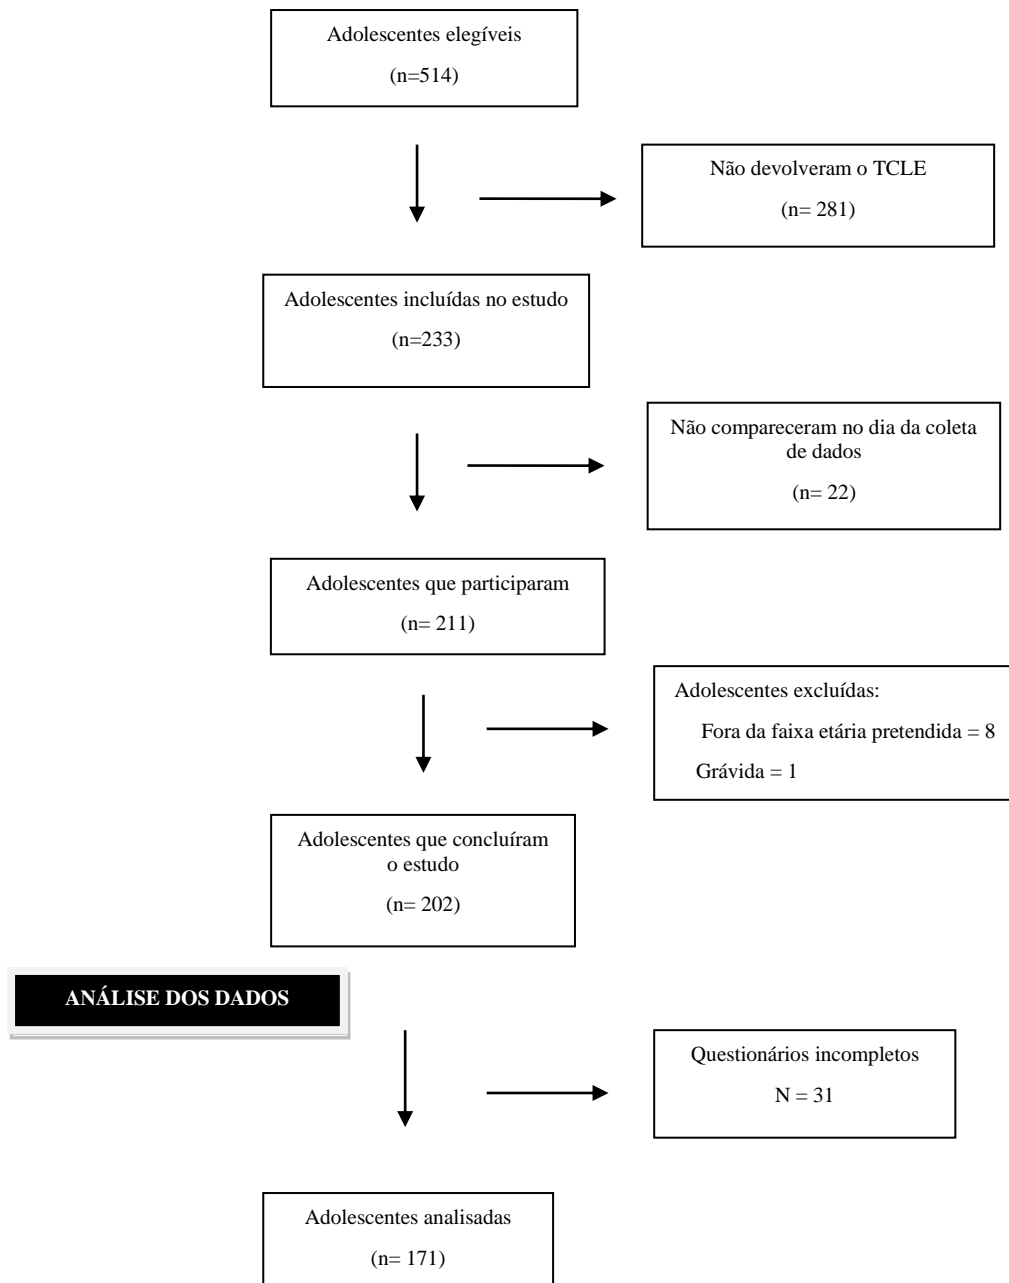 Adolescentes elegíveis
(n=514)
Não devolveram o TCLE
(n= 281)
Adolescentes incluídas no estudo
(n=233)
Não compareceram no dia da coleta
de dados
(n= 22)
Adolescentes que participaram
(n= 211)
Adolescentes excluídas:
Fora da faixa etária pretendida = 8
Grávida = 1
Adolescentes que concluíram
o estudo
(n= 202)
ANÁLISE DOS DADOS
Questionários incompletos
N = 31
Adolescentes analisadas
(n= 171)